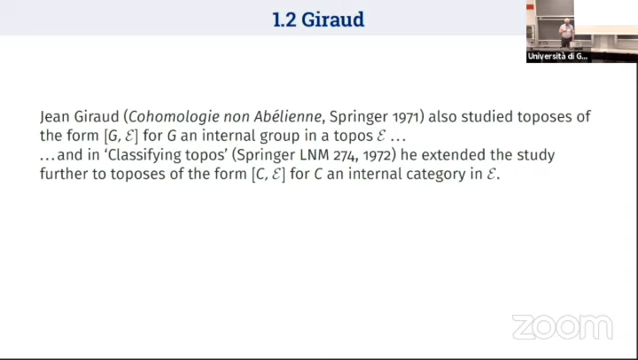 1.2 Giraud
Università di G...
Jean Giraud (Cohomologie non Abélienne, Springer 1971) also studied toposes of
the form [G, ℰ] for G an internal group in a topos ℰ …
…and in ‘Classifying topos’ (Springer LNM 274, 1972) he extended the study
further to toposes of the form [C, ℰ] for C an internal category in ℰ.
zoom